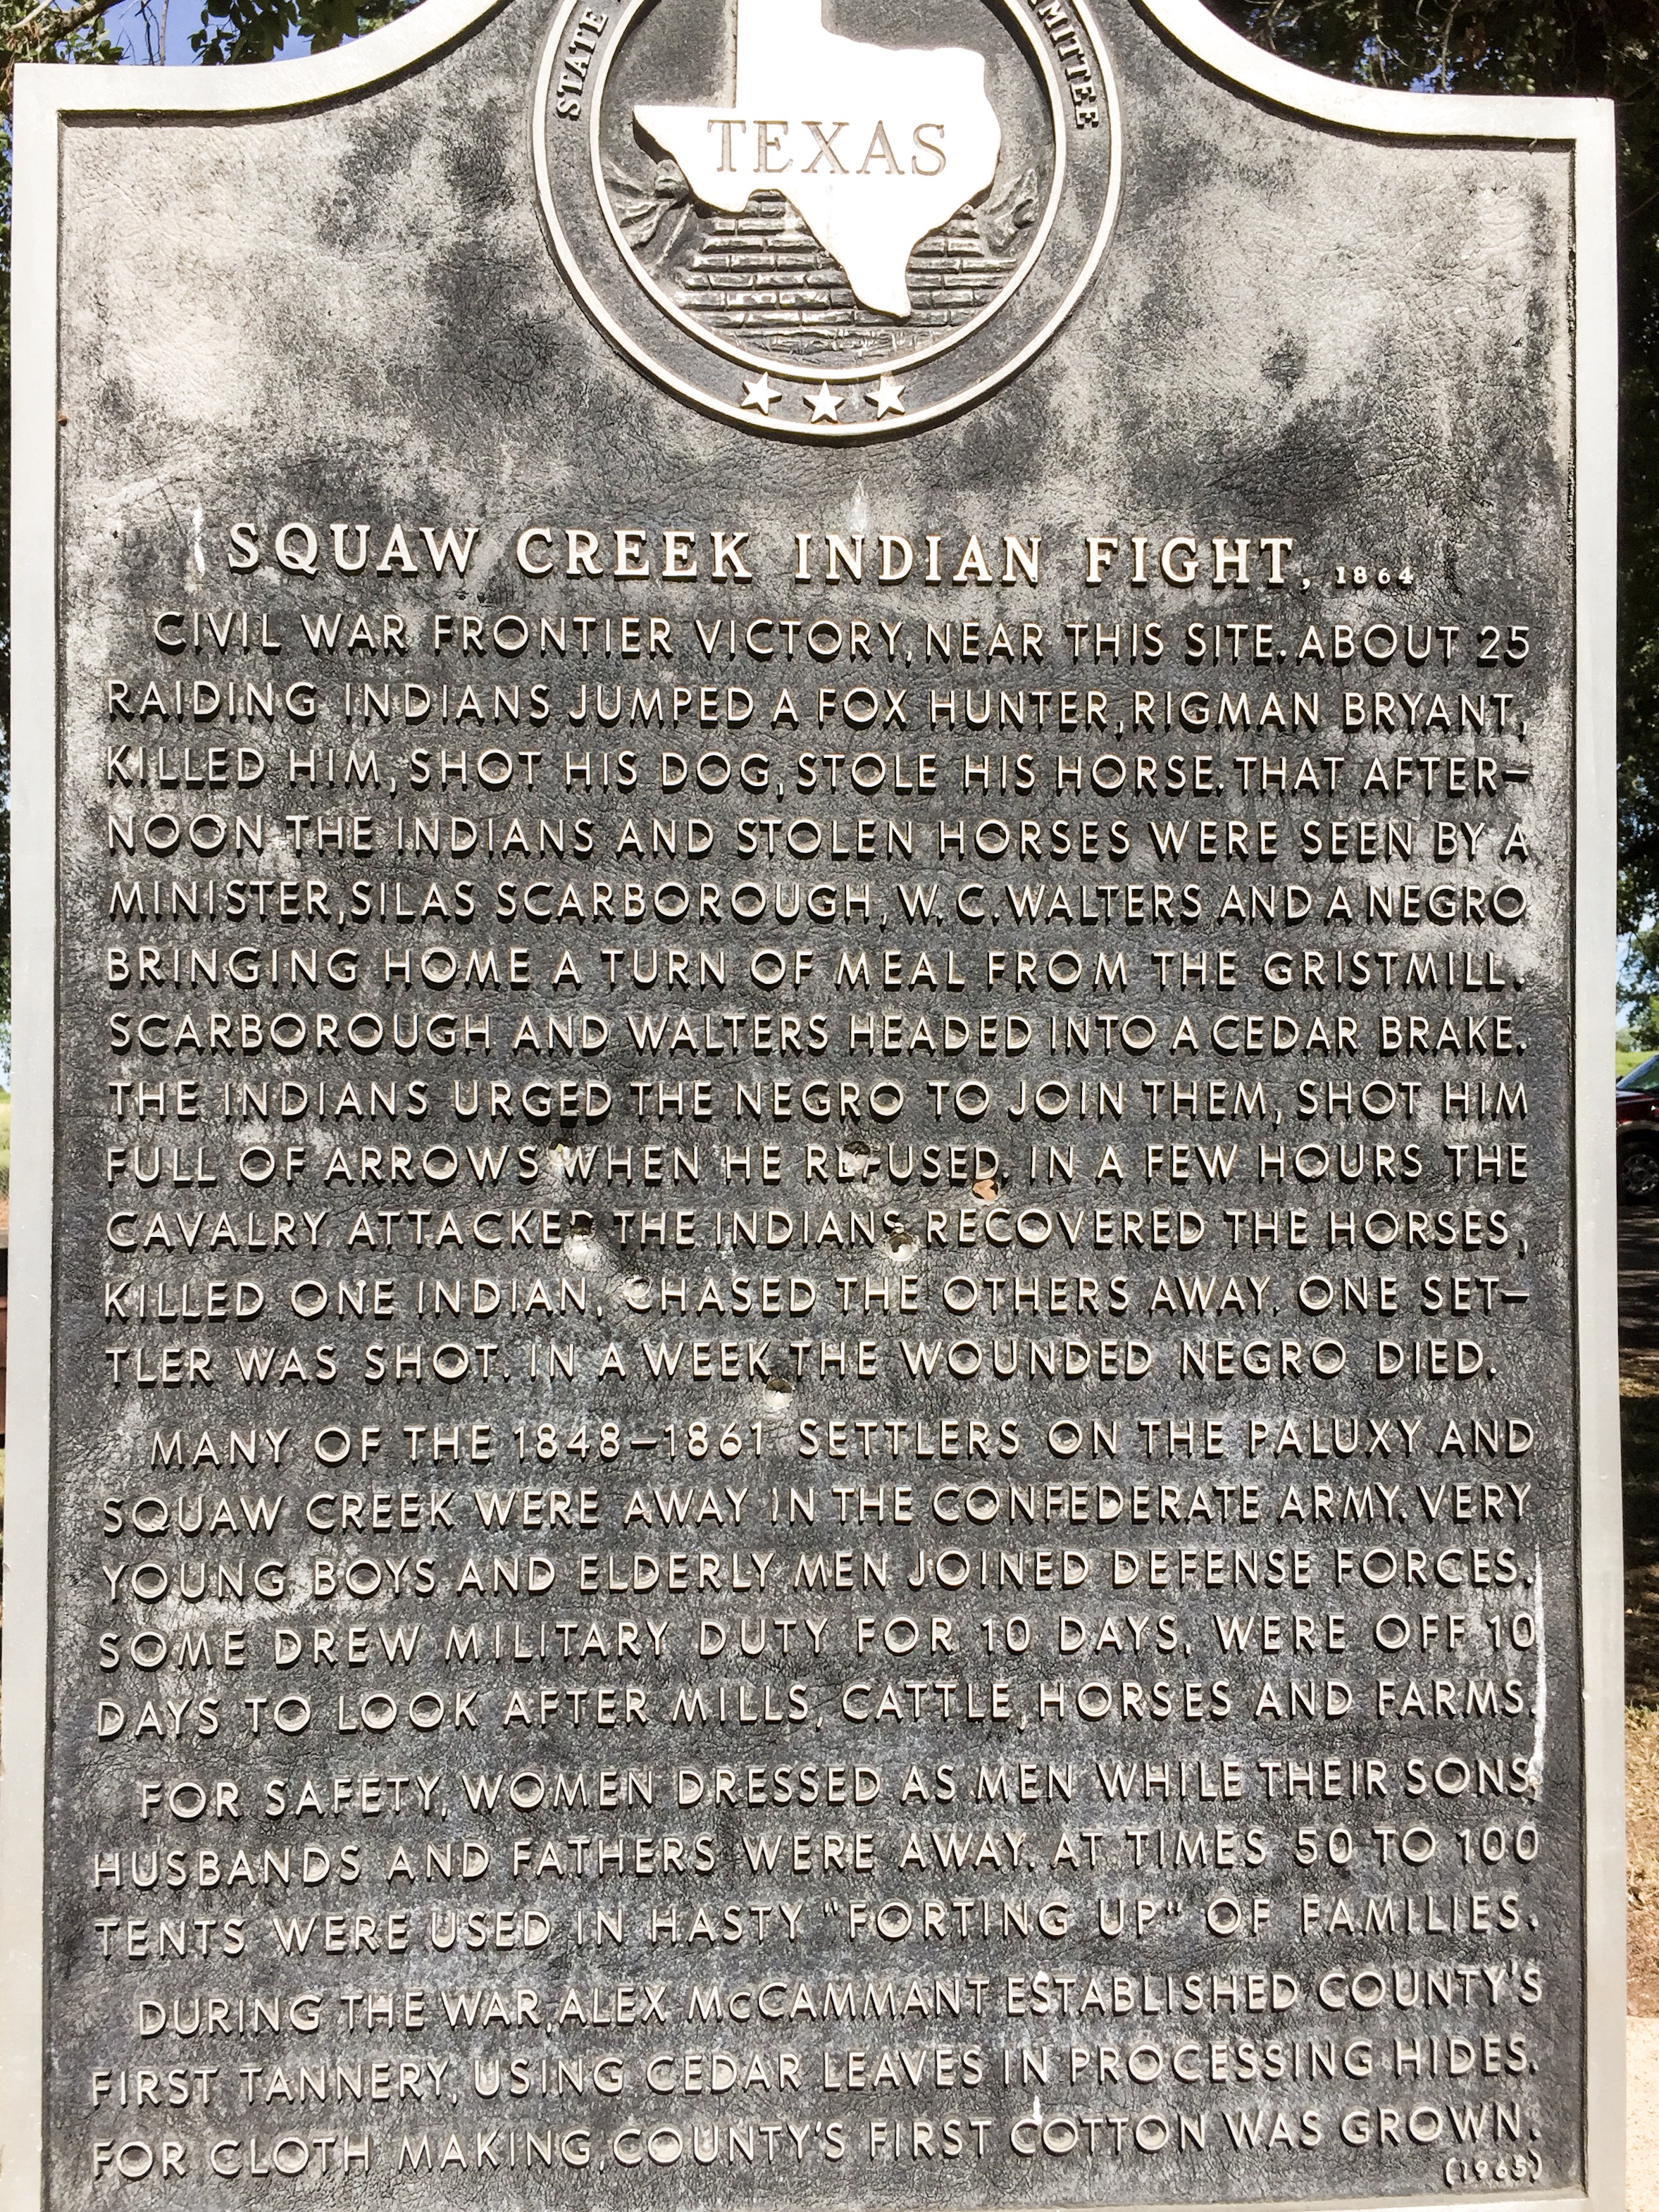 STATE
MMITTEE
TEXAS
SQUAW CREEK INDIAN FIGHT, 1864
CIVIL WAR FRONTIER VICTORY, NEAR THIS SITE. ABOUT 25
RAIDING INDIANS JUMPED A FOX HUNTER, RIGMAN BRYANT,
KILLED HIM, SHOT HIS DOG, STOLE HIS HORSE. THAT AFTER-
NOON THE INDIANS AND STOLEN HORSES WERE SEEN BY A
MINISTER, SILAS SCARBOROUGH, W. C. WALTERS AND A NEGRO
BRINGING HOME A TURN OF MEAL FROM THE GRISTMILL.
SCARBOROUGH AND WALTERS HEADED INTO A CEDAR BRAKE.
THE INDIANS URGED THE NEGRO TO JOIN THEM, SHOT HIM
FULL OF ARROWS WHEN HE REFUSED. IN A FEW HOURS THE
CAVALRY ATTACKED THE INDIANS RECOVERED THE HORSES,
KILLED ONE INDIAN, CHASED THE OTHERS AWAY. ONE SET-
TLER WAS SHOT. IN A WEEK THE WOUNDED NEGRO DIED.
MANY OF THE 1848-1861 SETTLERS ON THE PALUXY AND
SQUAW CREEK WERE AWAY IN THE CONFEDERATE ARMY. VERY
YOUNG BOYS AND ELDERLY MEN JOINED DEFENSE FORCES.
SOME DREW MILITARY DUTY FOR 10 DAYS, WERE OFF 10
DAYS TO LOOK AFTER MILLS, CATTLE, HORSES AND FARMS.
FOR SAFETY, WOMEN DRESSED AS MEN WHILE THEIR SONS,
HUSBANDS AND FATHERS WERE AWAY. AT TIMES 50 TO 100
TENTS WERE USED IN HASTY "FORTING UP" OF FAMILIES.
DURING THE WAR, ALEX McCAMMANT ESTABLISHED COUNTY'S
FIRST TANNERY, USING CEDAR LEAVES IN PROCESSING HIDES.
FOR CLOTH MAKING, COUNTY'S FIRST COTTON WAS GROWN.
(1965)